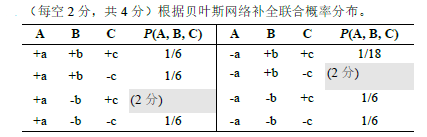 （每空 2 分，共 4 分）根据贝叶斯网络补全联合概率分布。
A B C P(A, B, C) A B C P(A, B, C)
+a +b +c 1/6 -a +b +c 1/18
+a +b -c 1/6 -a +b -c (2 分)
+a -b +c (2 分) -a -b +c 1/6
+a -b -c 1/6 -a -b -c 1/6